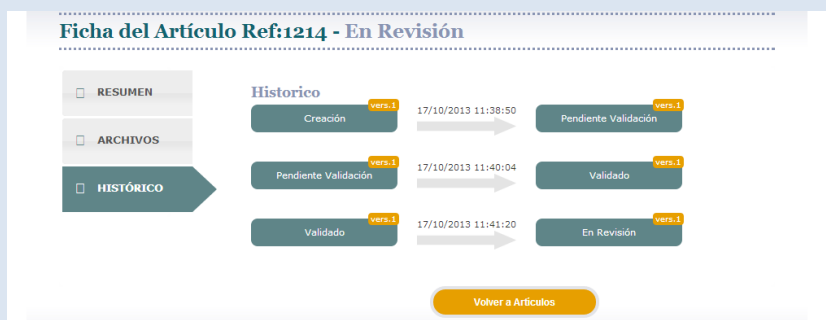 Ficha del Artículo Ref:1214 - En Revisión
RESUMEN
ARCHIVOS
HISTÓRICO
Historico
vers.1
Creación
17/10/2013 11:38:50
vers.1
Pendiente Validación
vers.1
Pendiente Validación
17/10/2013 11:40:04
vers.1
Validado
vers.1
Validado
17/10/2013 11:41:20
vers.1
En Revisión
Volver a Articulos